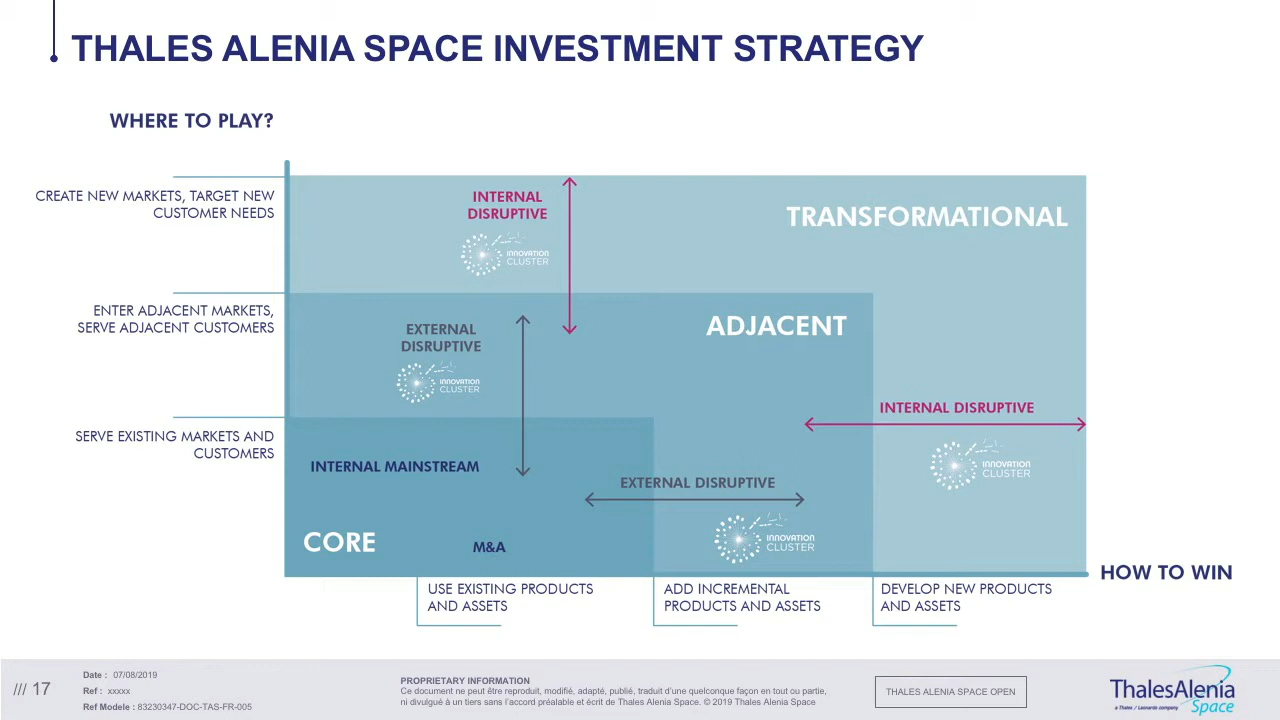 THALES ALENIA SPACE INVESTMENT STRATEGY
WHERE TO PLAY?
CREATE NEW MARKETS, TARGET NEW
CUSTOMER NEEDS
ENTER ADJACENT MARKETS,
SERVE ADJACENT CUSTOMERS
SERVE EXISTING MARKETS AND
CUSTOMERS
INTERNAL
DISRUPTIVE
INNOVATION
CLUSTER
TRANSFORMATIONAL
EXTERNAL
DISRUPTIVE
INNOVATION
CLUSTER
ADJACENT
INTERNAL DISRUPTIVE
INNOVATION
CLUSTER
INTERNAL MAINSTREAM
EXTERNAL DISRUPTIVE
INNOVATION
CLUSTER
CORE
M&A
HOW TO WIN
USE EXISTING PRODUCTS
AND ASSETS
ADD INCREMENTAL
PRODUCTS AND ASSETS
DEVELOP NEW PRODUCTS
AND ASSETS
/// 17
Date : 07/08/2019
Ref : xxxxx
Ref Modele : 83230347-DOC-TAS-FR-005
PROPRIETARY INFORMATION
Ce document ne peut être reproduit, modifié, adapté, publié, traduit d'une quelconque façon en tout ou partie,
ni divulgué à un tiers sans l'accord préalable et écrit de Thales Alenia Space. © 2019 Thales Alenia Space
THALES ALENIA SPACE OPEN
ThalesAlenia
a Thales / Leonardo company
Space